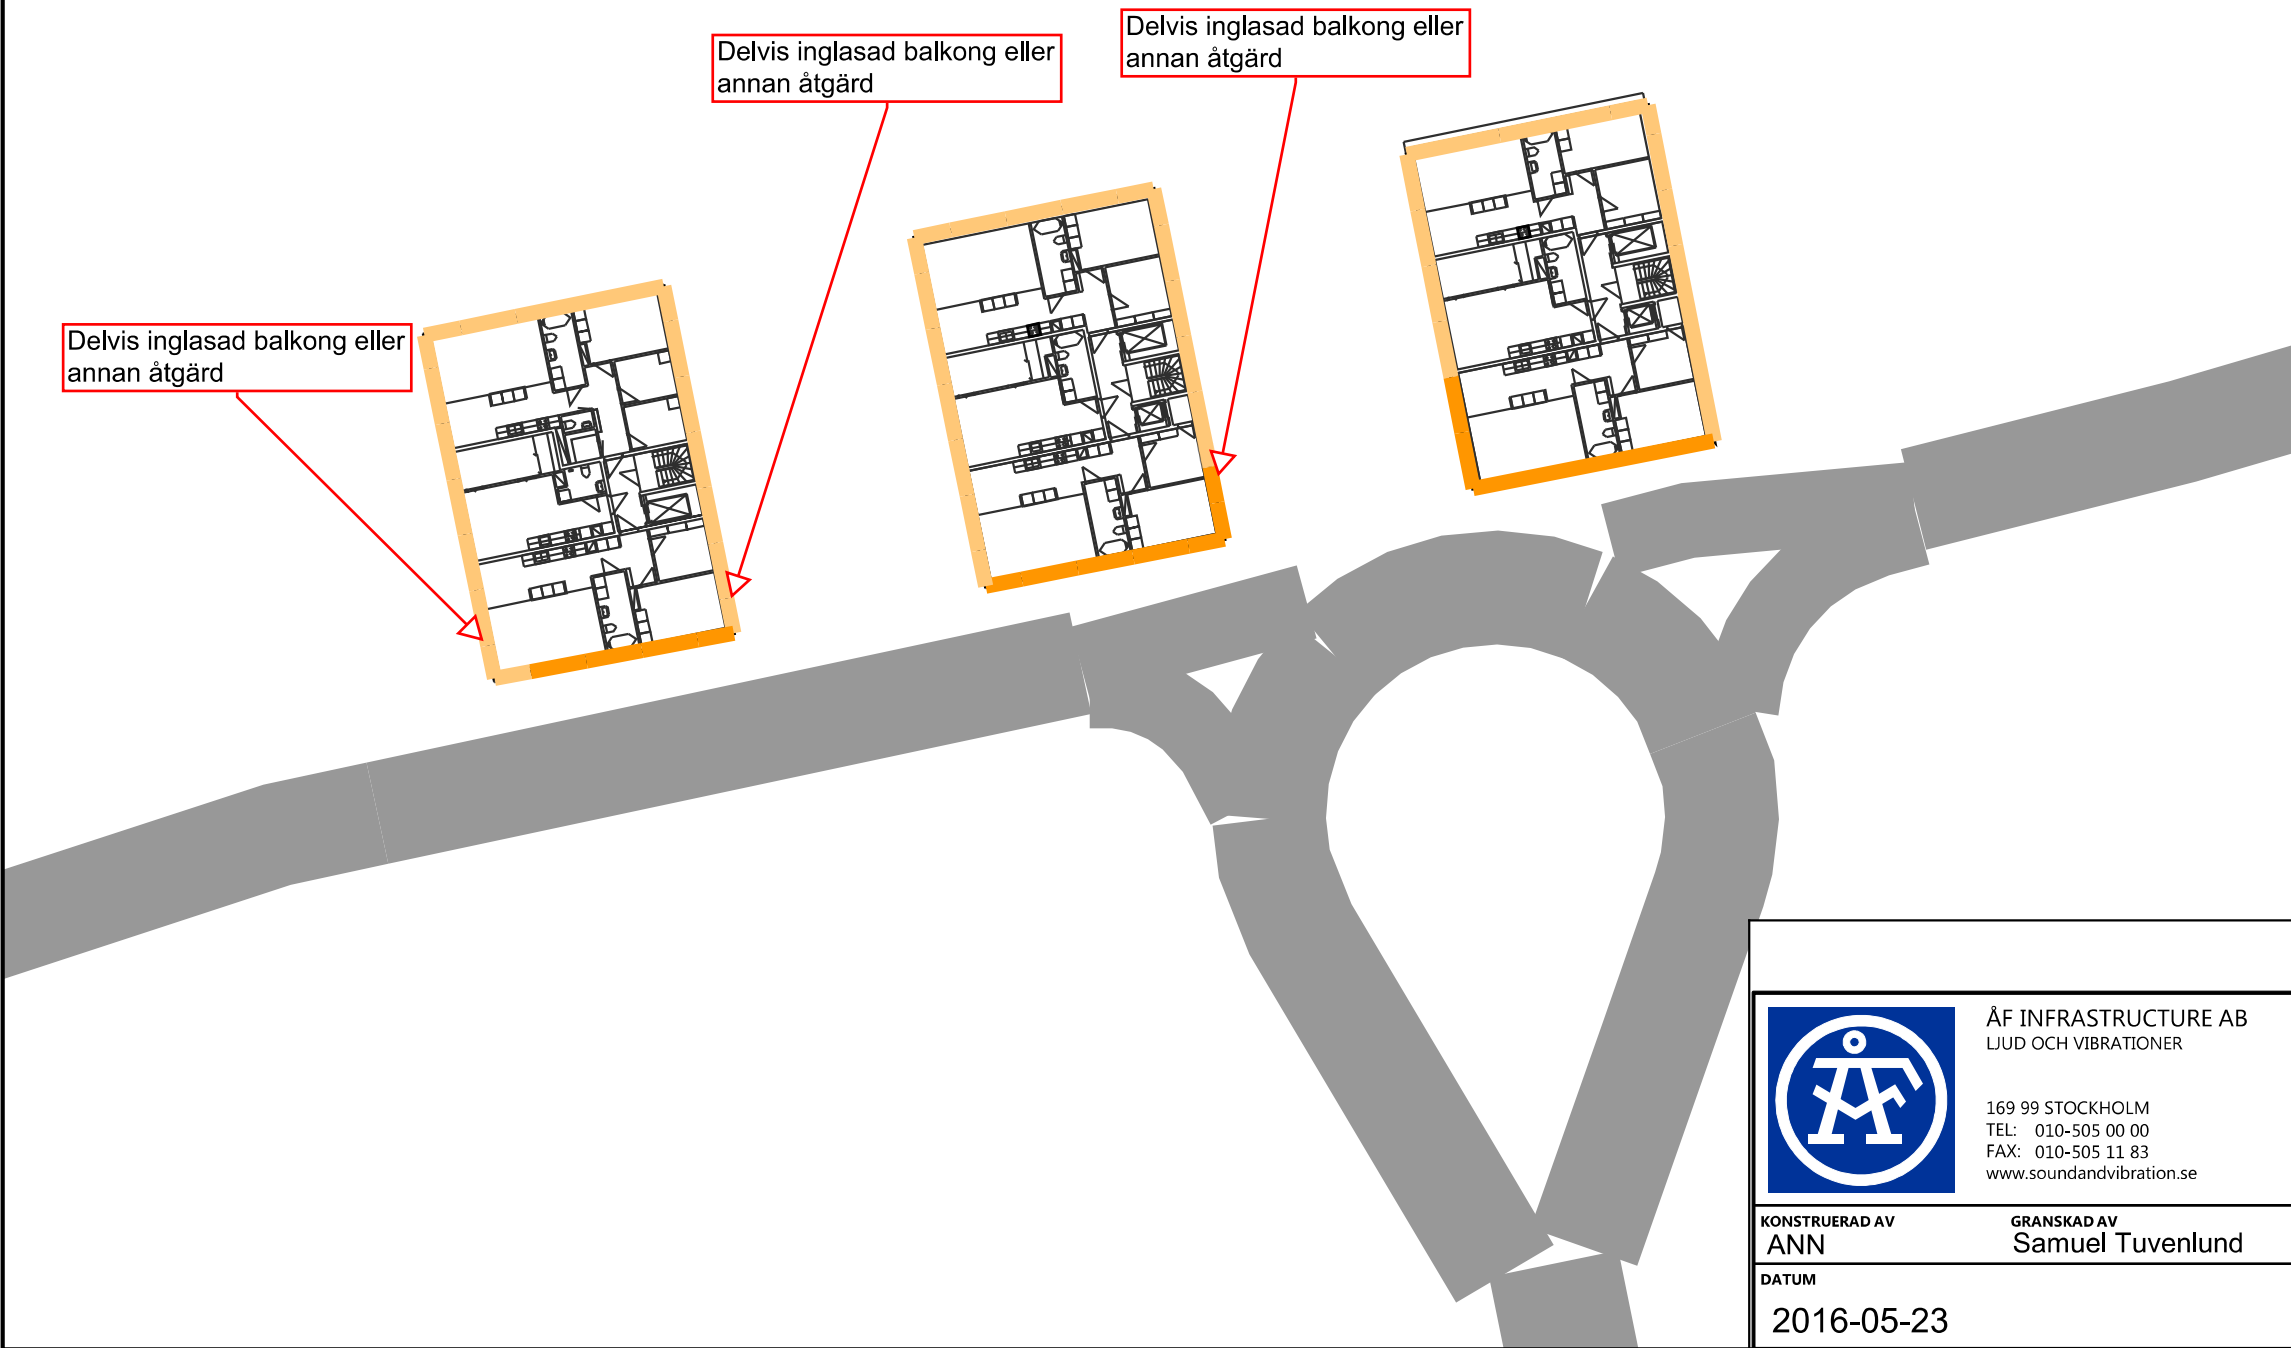 Delvis inglasad balkong eller
annan åtgärd
Delvis inglasad balkong eller
annan åtgärd
Delvis inglasad balkong eller
annan åtgärd
ÅF INFRASTRUCTURE AB
LJUD OCH VIBRATIONER
169 99 STOCKHOLM
TEL: 010-505 00 00
FAX: 010-505 11 83
www.soundandvibration.se
KONSTRUERAD AV
ANN
GRANSKAD AV
Samuel Tuvenlund
DATUM
2016-05-23